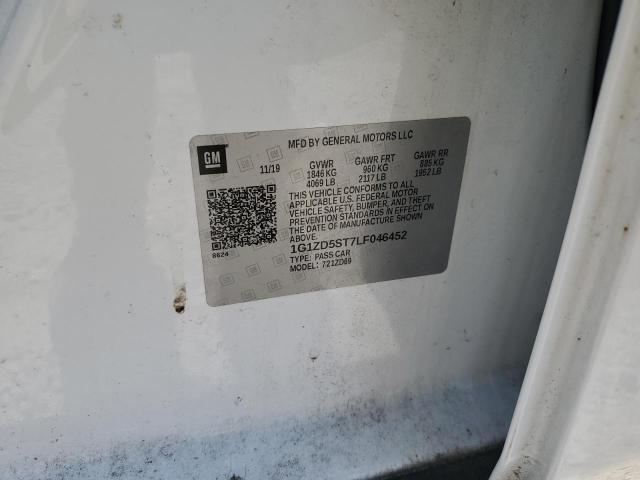 MFD BY GENERAL MOTORS LLC
GM
11/19 GVWR GAWR FRT GAWR RR
1846 KG 960 KG 885 KG
4069 LB 2117 LB 1952 LB
THIS VEHICLE CONFORMS TO ALL
APPLICABLE U.S. FEDERAL MOTOR
VEHICLE SAFETY, BUMPER, AND THEFT
PREVENTION STANDARDS IN EFFECT ON
THE DATE OF MANUFACTURE SHOWN
ABOVE.
1G1ZD5ST7LF046452
8624
TYPE: PASS CAR
MODEL: 721ZD69